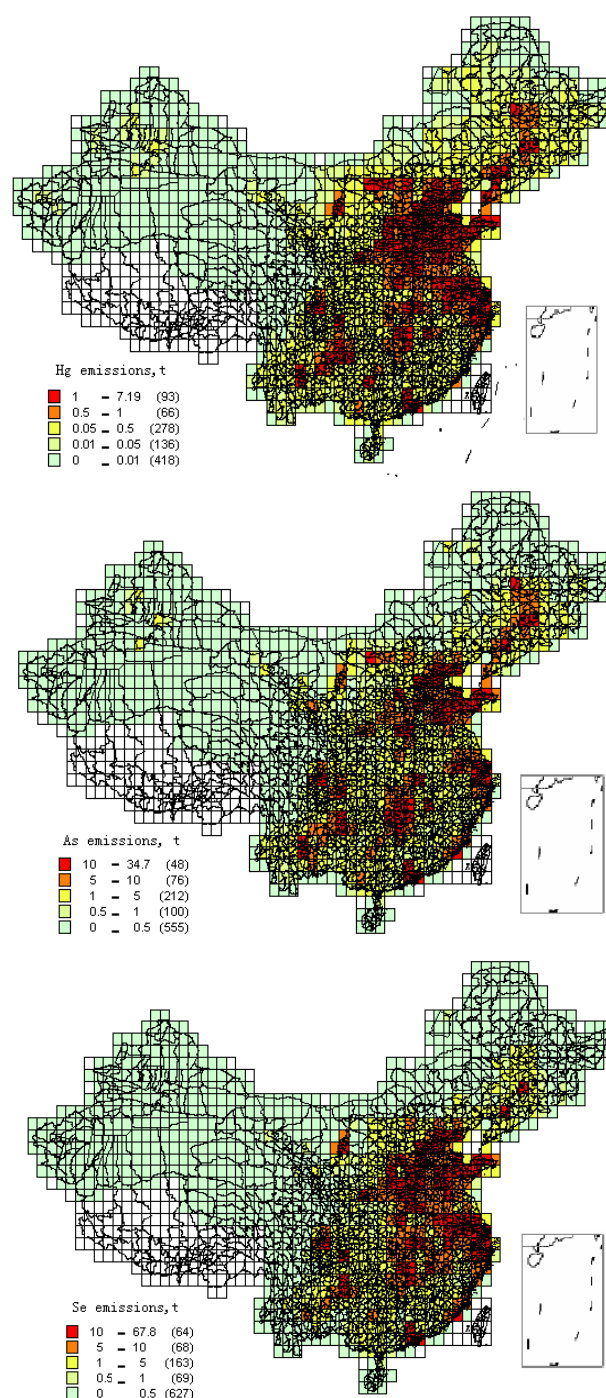 Hg emissions,t
1 – 7.19 (93)
0.5 – 1 (66)
0.05 – 0.5 (278)
0.01 – 0.05 (136)
0 – 0.01 (418)
As emissions, t
10 – 34.7 (48)
5 – 10 (76)
1 – 5 (212)
0.5 – 1 (100)
0 – 0.5 (555)
Se emissions,t
10 – 67.8 (64)
5 – 10 (68)
1 – 5 (163)
0.5 – 1 (69)
0 0.5 (627)